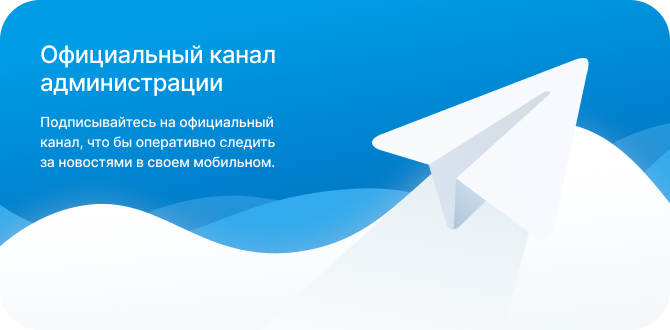 Официальный канал
администрации
Подписывайтесь на официальный
канал, что бы оперативно следить
за новостями в своем мобильном.